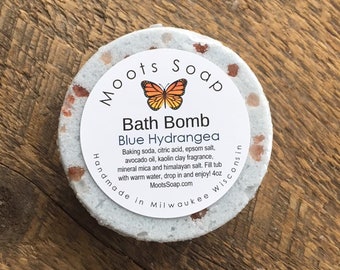 Moots Soap
Bath Bomb
Blue Hydrangea
Baking soda, citric acid, epsom salt,
avocado oil, kaolin clay fragrance,
mineral mica and himalayan salt. Fill tub
with warm water, drop in and enjoy! 4oz
MootsSoap.com
Handmade in Milwaukee Wisconsin